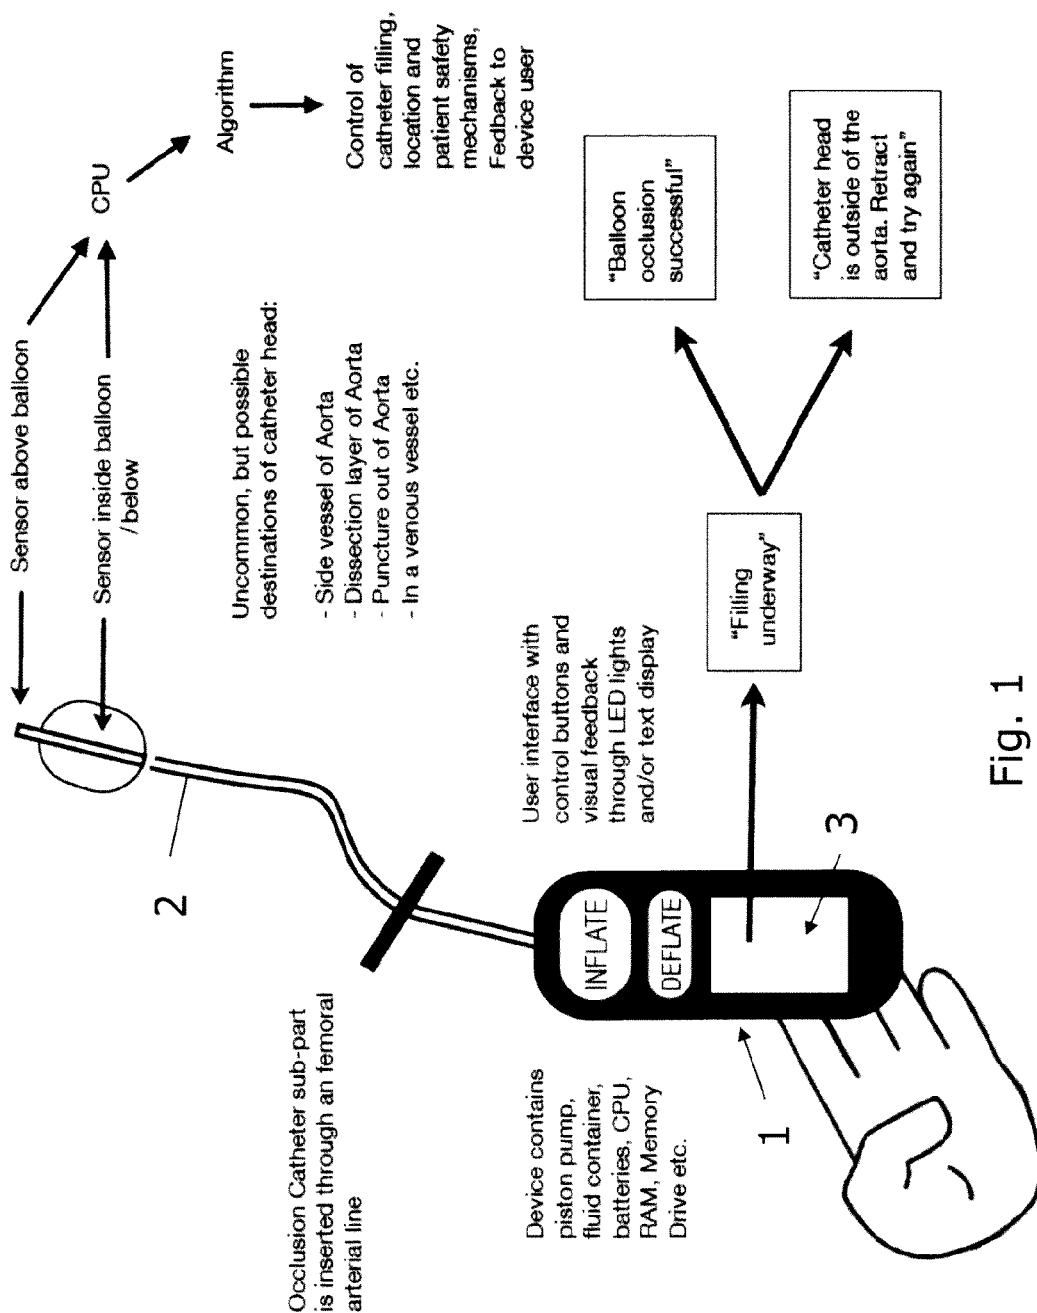 Sensor above balloon
CPU
Sensor inside balloon
/below
Algorithm
Control of
catheter filling,
location and
patient safety
mechanisms,
Fedback to
device user
Uncommon, but possible
destinations of catheter head:
- Side vessel of Aorta
- Dissection layer of Aorta
- Puncture out of Aorta
- In a venous vessel etc.
2
Occlusion Catheter sub-part
is inserted through an femoral
arterial line
User interface with
control buttons and
visual feedback
through LED lights
and/or text display
Device contains
piston pump,
fluid container,
batteries, CPU,
RAM, Memory
Drive etc.
INFLATE
DEFLATE
1
3
“Filling
underway”
“Balloon
occlusion
successful”
“Catheter head
is outside of the
aorta. Retract
and try again”
Fig. 1